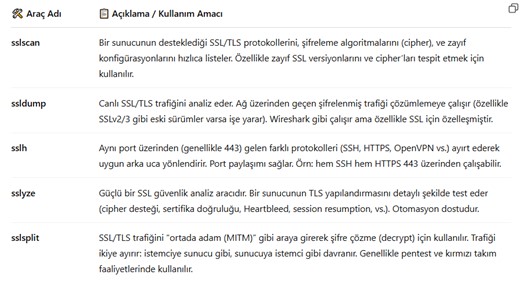 🛠 Araç Adı 📋 Açıklama / Kullanım Amacı
sslscan Bir sunucunun desteklediği SSL/TLS protokollerini, şifreleme algoritmalarını (cipher), ve zayıf
konfigürasyonlarını hızlıca listeler. Özellikle zayıf SSL versiyonlarını ve cipher'ları tespit etmek için
kullanılır.
ssldump Canlı SSL/TLS trafiğini analiz eder. Ağ üzerinden geçen şifrelenmiş trafiği çözümlemeye çalışır (özellikle
SSLv2/3 gibi eski sürümler varsa işe yarar). Wireshark gibi çalışır ama özellikle SSL için özelleşmiştir.
sslh Aynı port üzerinden (genellikle 443) gelen farklı protokolleri (SSH, HTTPS, OpenVPN vs.) ayırt ederek
uygun arka uca yönlendirir. Port paylaşımı sağlar. Örn: hem SSH hem HTTPS 443 üzerinden çalışabilir.
sslyze Güçlü bir SSL güvenlik analiz aracıdır. Bir sunucunun TLS yapılandırmasını detaylı şekilde test eder
(cipher desteği, sertifika doğruluğu, Heartbleed, session resumption, vs.). Otomasyon dostudur.
sslsplit SSL/TLS trafiğini "ortada adam (MITM)" gibi araya girerek şifre çözme (decrypt) için kullanılır. Trafiği
ikiye ayırır: istemciye sunucu gibi, sunucuya istemci gibi davranır. Genellikle pentest ve kırmızı takım
faaliyetlerinde kullanılır.